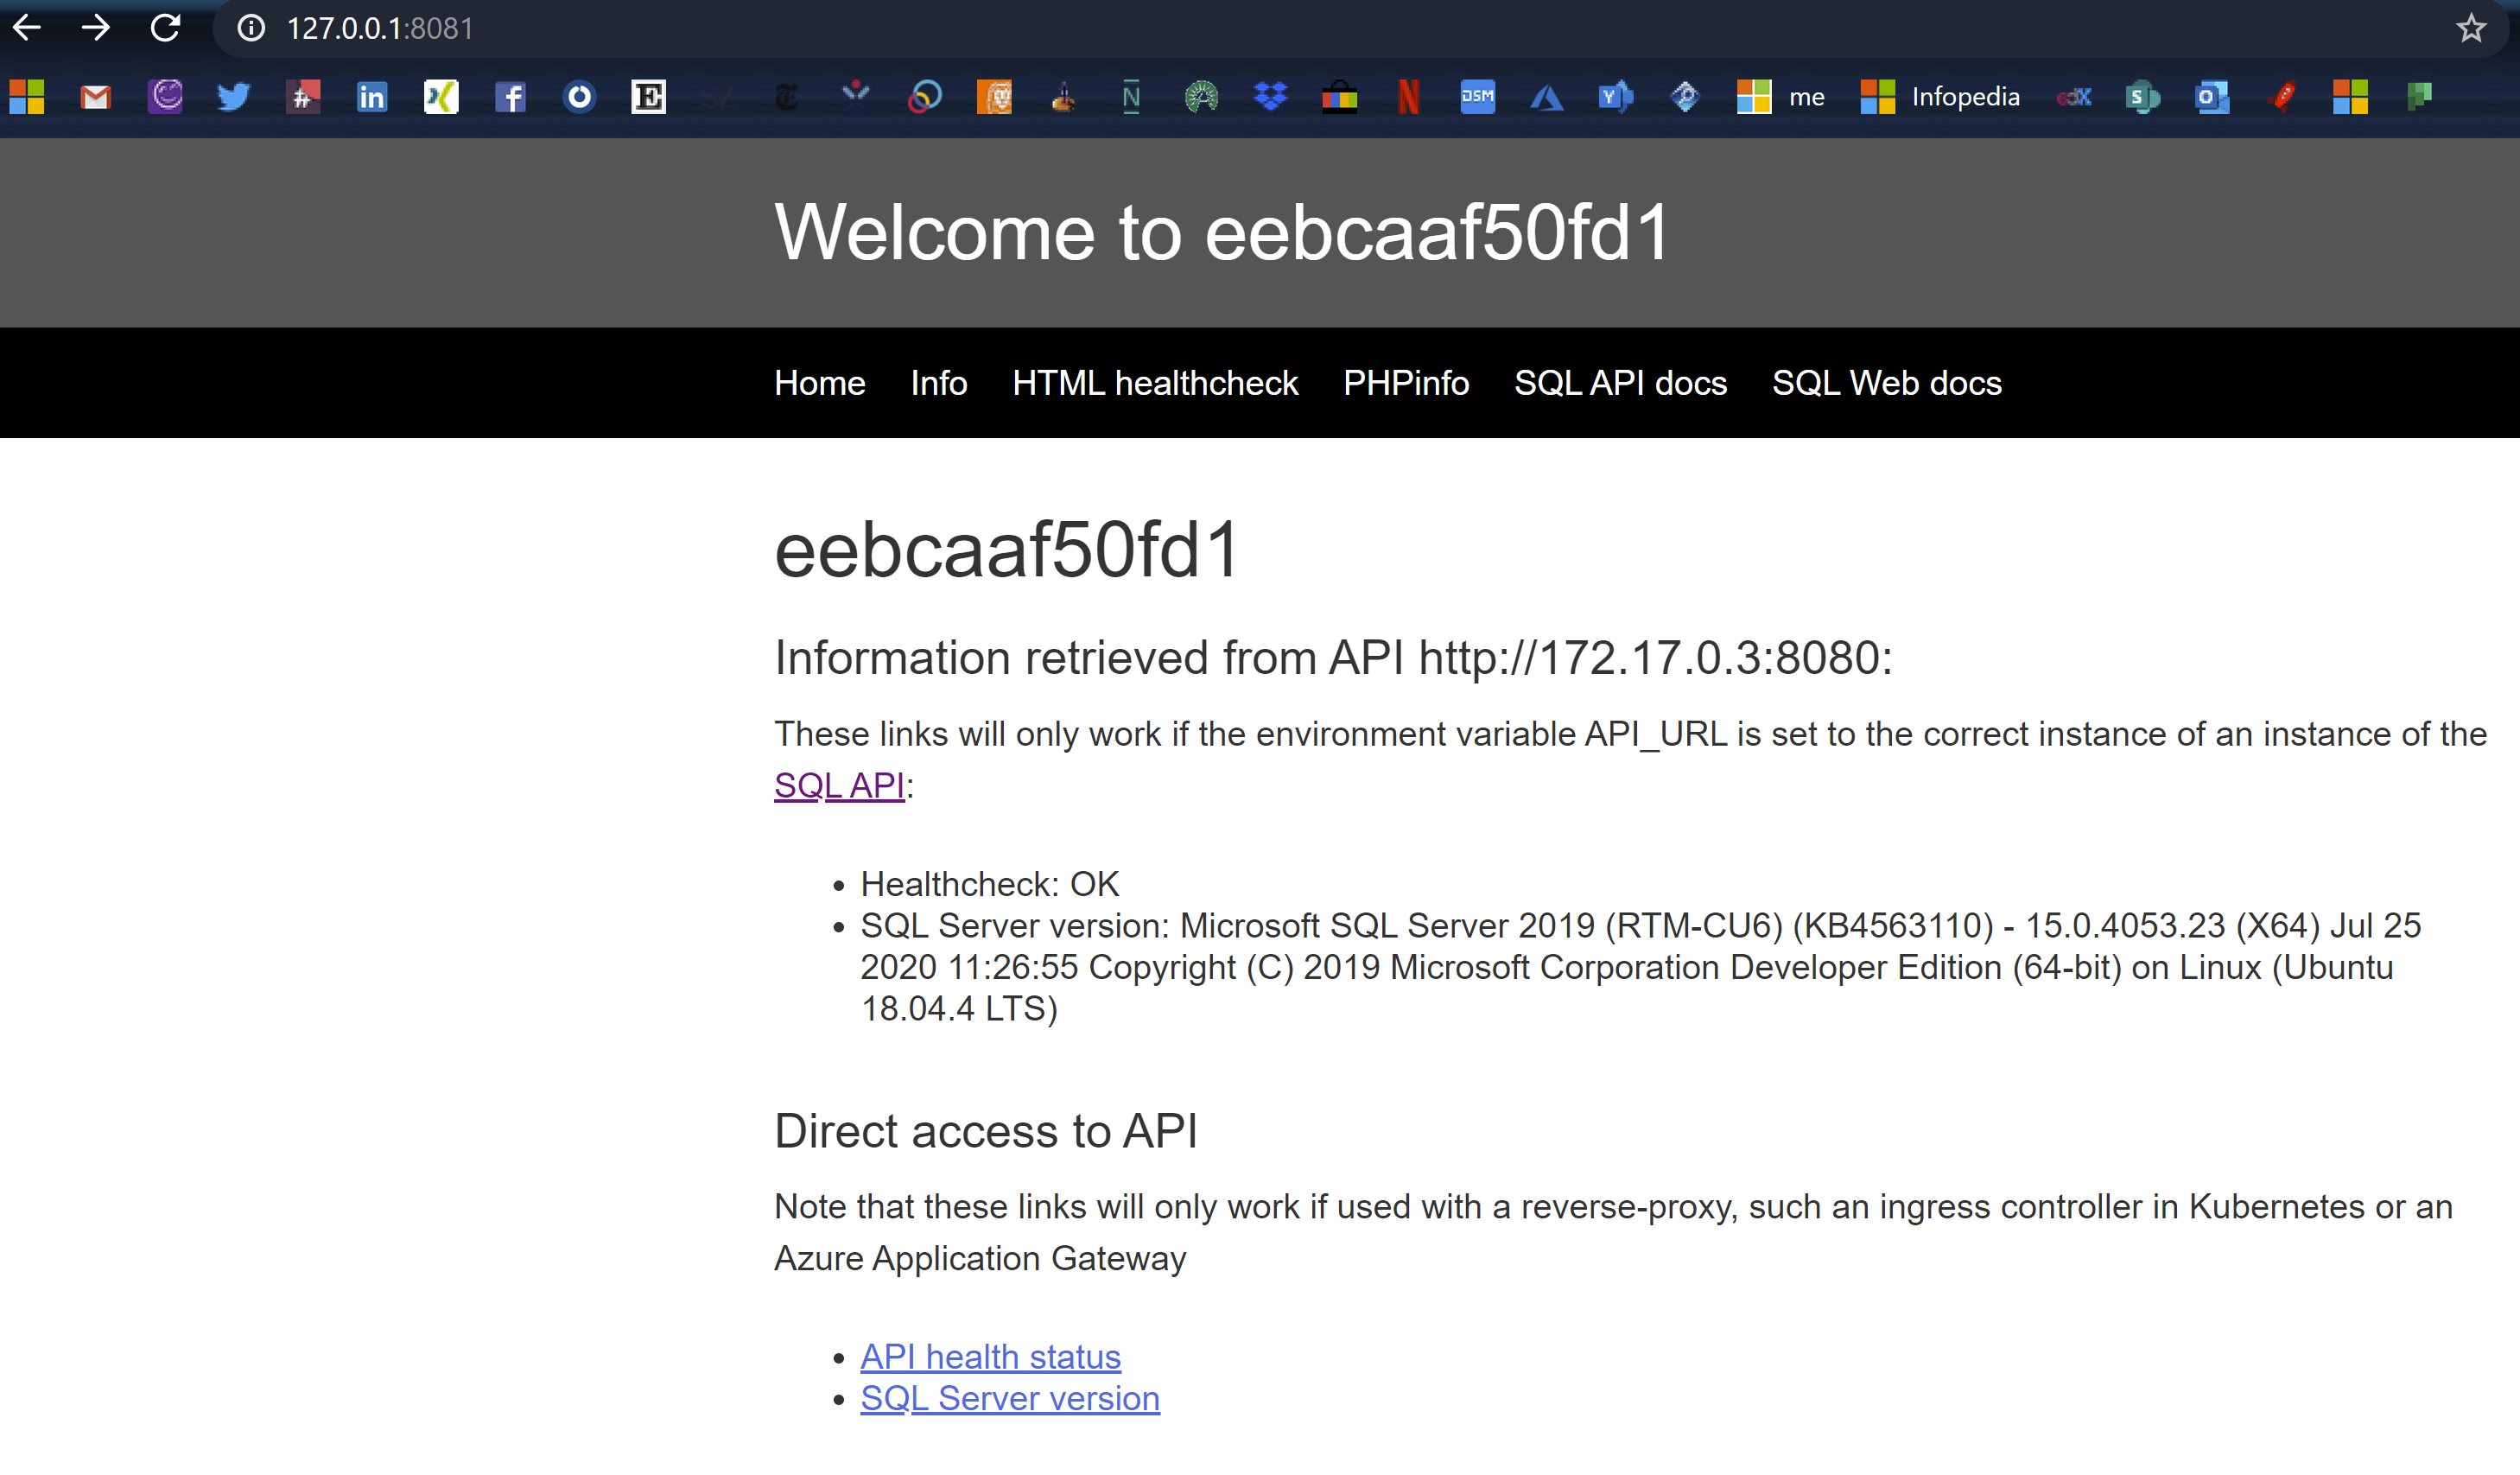 127.0.0.1:8081
me Infopedia
Welcome to eebcaaf50fd1
Home Info HTML healthcheck PHPinfo SQL API docs SQL Web docs
eebcaaf50fd1
Information retrieved from API http://172.17.0.3:8080:
These links will only work if the environment variable API_URL is set to the correct instance of an instance of the
SQL API:
• Healthcheck: OK
• SQL Server version: Microsoft SQL Server 2019 (RTM-CU6) (KB4563110) - 15.0.4053.23 (X64) Jul 25
2020 11:26:55 Copyright (C) 2019 Microsoft Corporation Developer Edition (64-bit) on Linux (Ubuntu
18.04.4 LTS)
Direct access to API
Note that these links will only work if used with a reverse-proxy, such an ingress controller in Kubernetes or an
Azure Application Gateway
• API health status
• SQL Server version